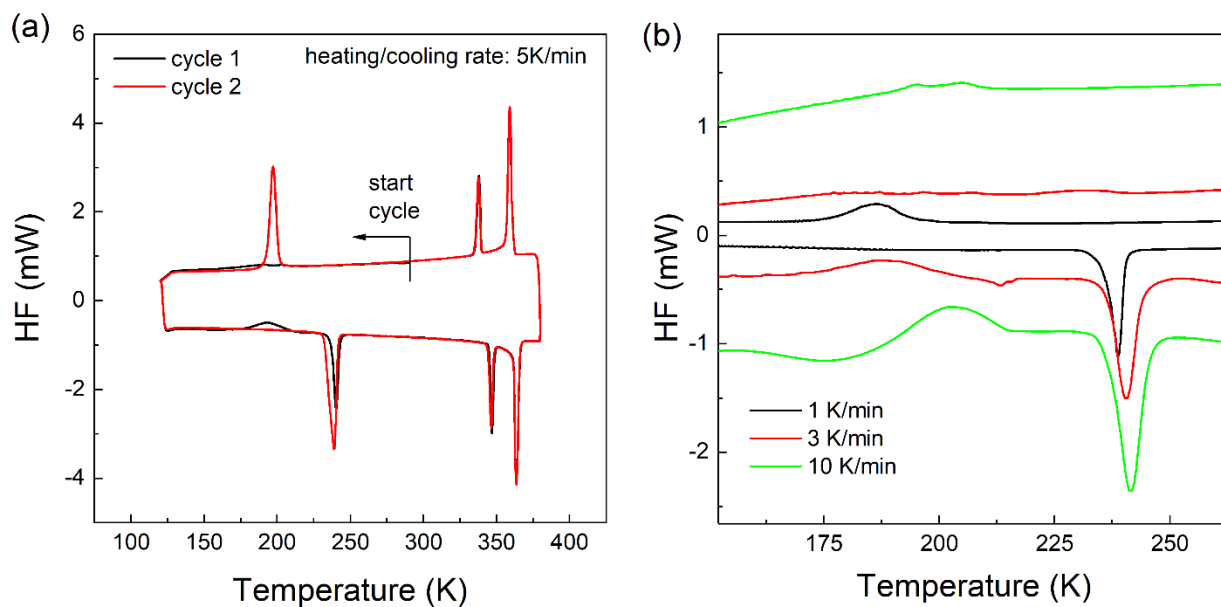 (a)
cycle 1
cycle 2
heating/cooling rate: 5K/min
start
cycle
6
4
2
0
-2
-4
HF (mW)
100 150 200 250 300 350 400
Temperature (K)
(b)
1
0
-1
-2
HF (mW)
1 K/min
3 K/min
10 K/min
175 200 225 250
Temperature (K)